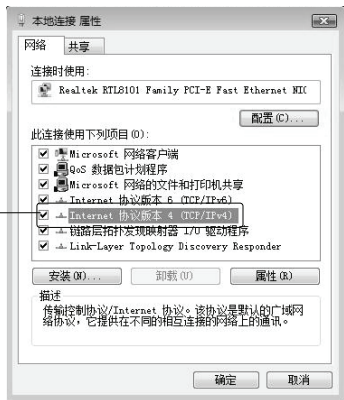 本地连接 属性
网络
共享
连接时使用:
Realtek RTL8101 Family PCI-E Fast Ethernet NI(
配置(C)...
此连接使用下列项目(O):
Microsoft 网络客户端
QoS 数据包计划程序
Microsoft 网络的文件和打印机共享
Internet 协议版本 6 (TCP/IPv6)
Internet 协议版本 4 (TCP/IPv4)
链路层拓扑发现映射器 I/O 驱动程序
Link-Layer Topology Discovery Responder
安装(N)...
卸载(U)
属性(R)
描述
传输控制协议/Internet 协议。该协议是默认的广域网
络协议，它提供在不同的相互连接的网络上的通讯。
确定
取消